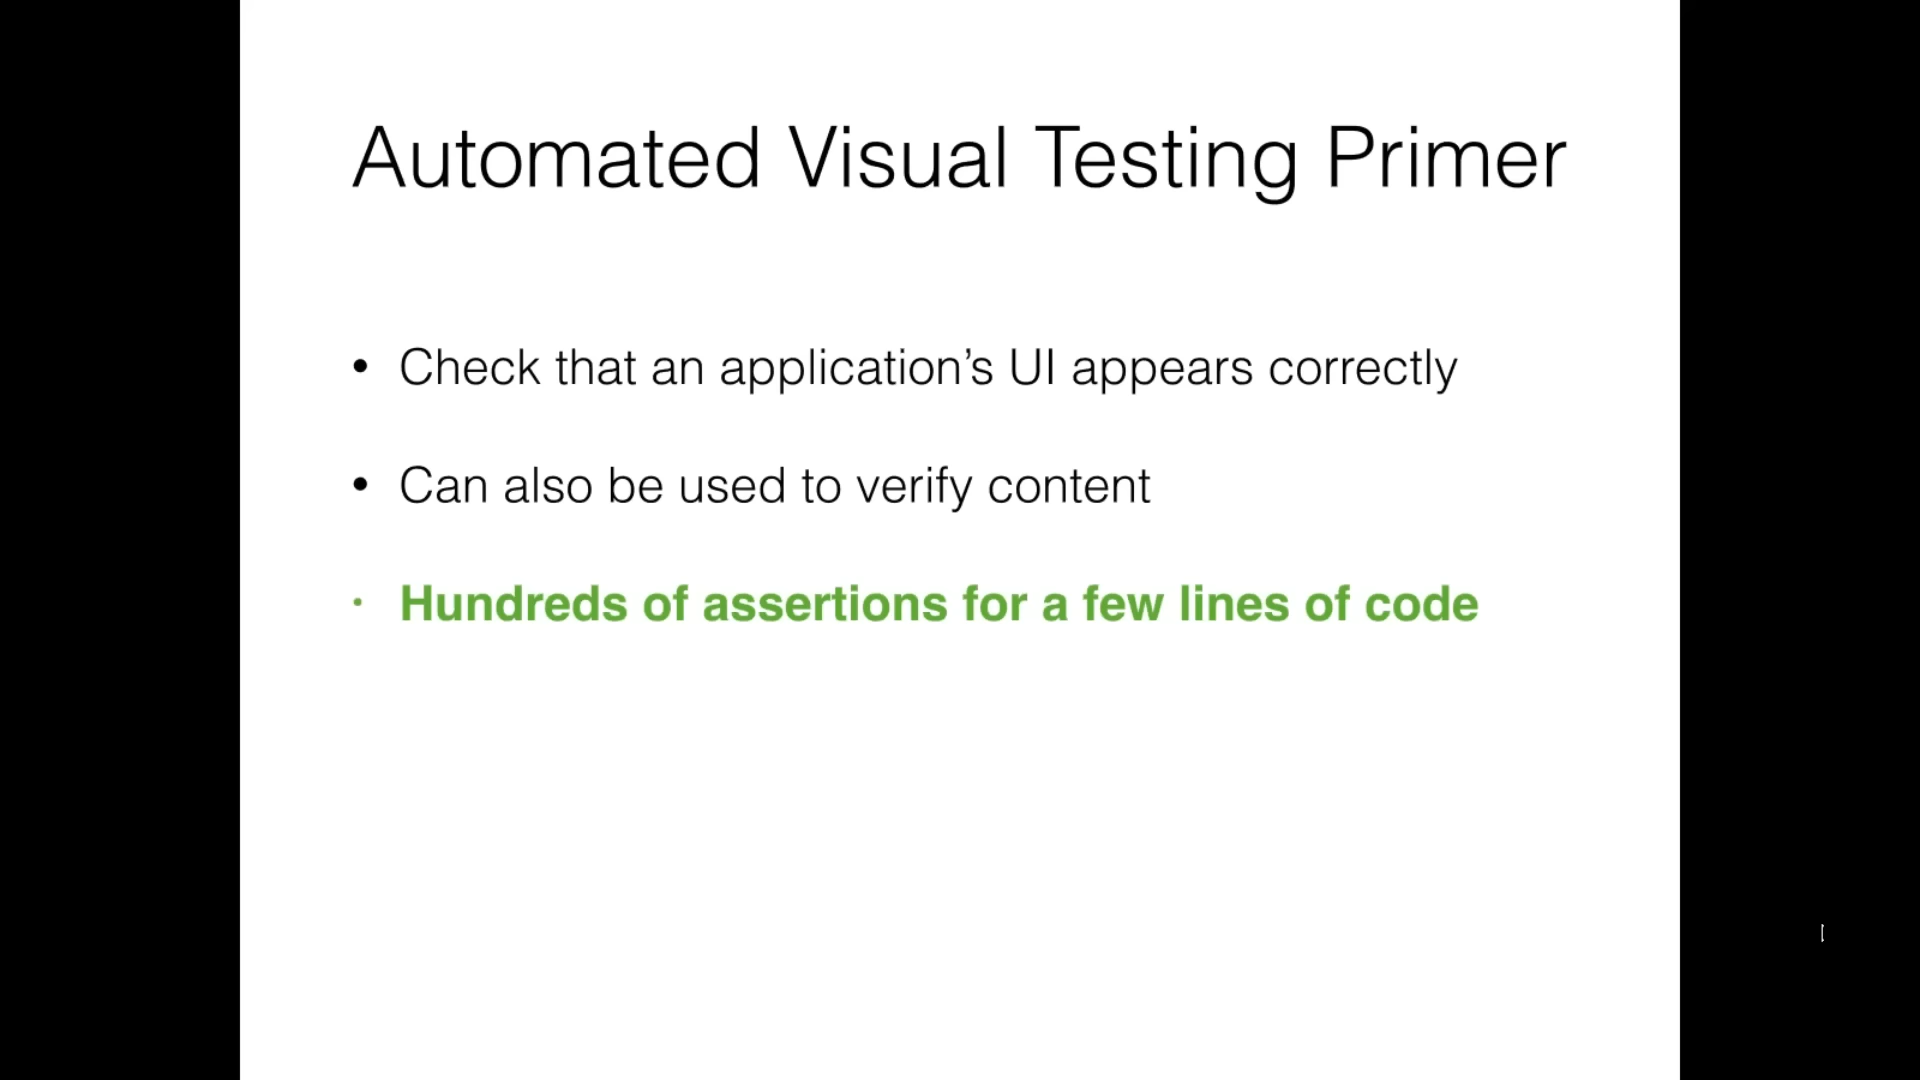 Automated Visual Testing Primer
• Check that an application’s UI appears correctly
• Can also be used to verify content
• Hundreds of assertions for a few lines of code